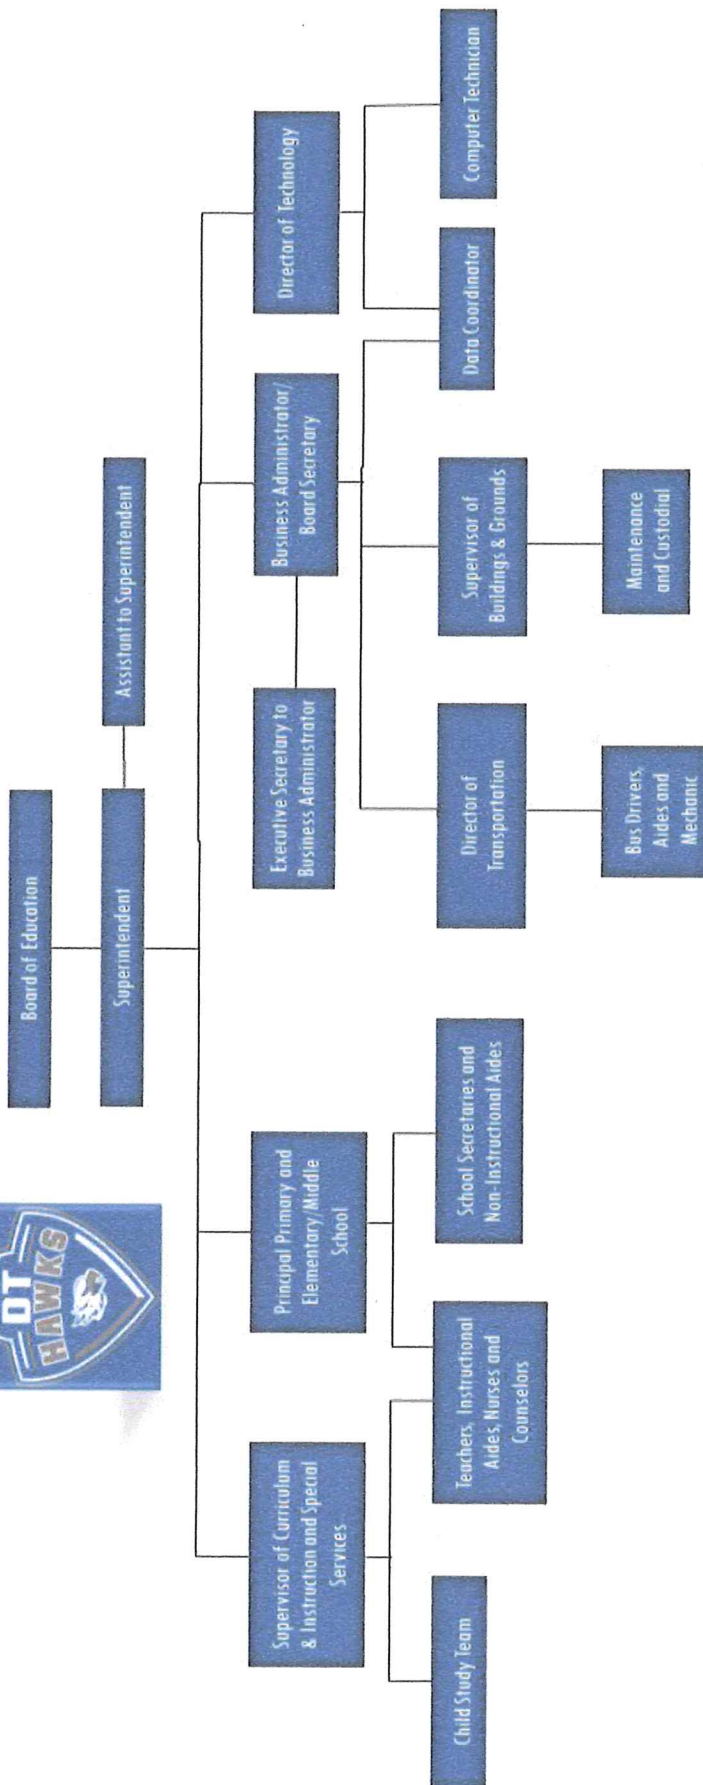 DT
HAWKS
Board of Education
Superintendent
Assistant to Superintendent
Supervisor of Curriculum
& Instruction and Special
Services
Principal Primary and
Elementary/Middle
School
Executive Secretary to
Business Administrator
Business Administrator/
Board Secretary
Director of Technology
Child Study Team
Teachers, Instructional
Aides, Nurses and
Counselors
School Secretaries and
Non-Instructional Aides
Director of
Transportation
Supervisor of
Buildings & Grounds
Data Coordinator
Computer Technician
Bus Drivers,
Aides and
Mechanic
Maintenance
and Custodial